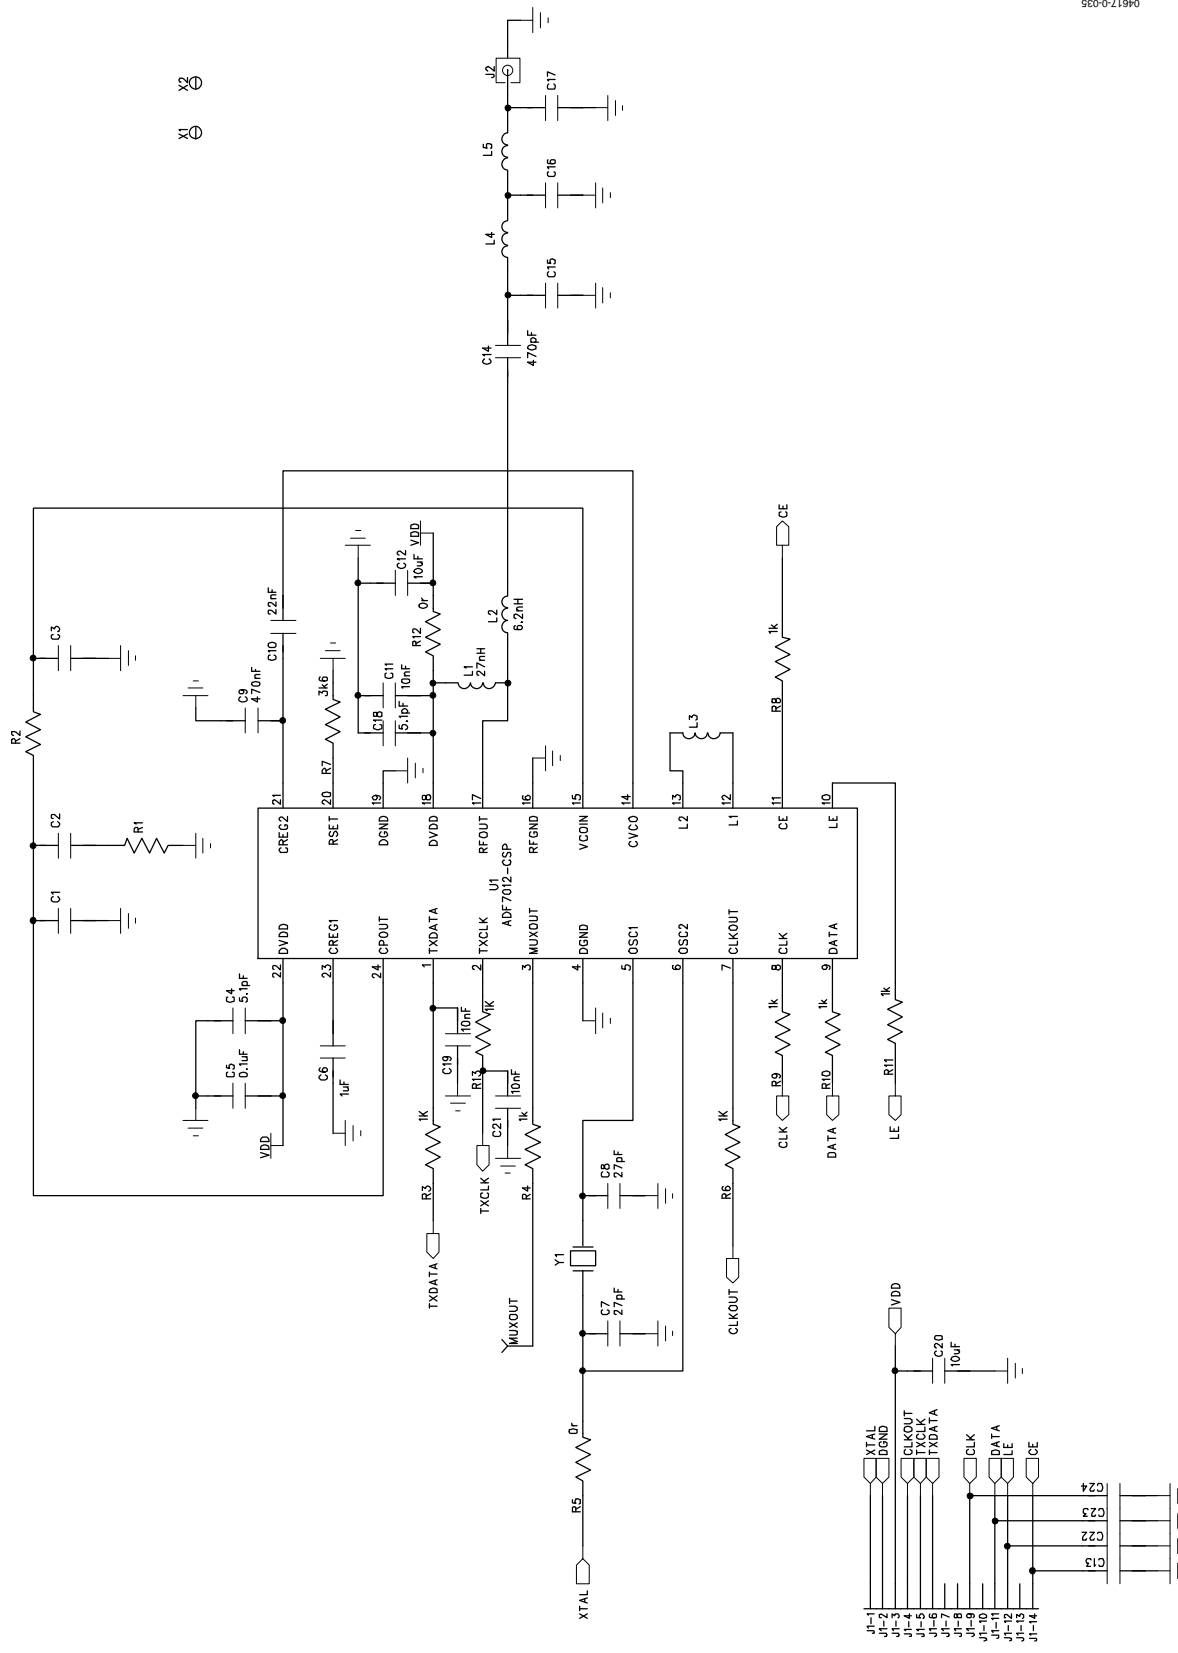 04617-0-035
X2
X1
J2
C17
L5
C16
L4
C15
C14
470pF
R2
C3
C2
R1
C1
22nF
C10
C9
470nF
3k6
R7
C12
10uF
VDD
0r
R12
C11
10nF
C18
5.1pF
L1
27nH
L2
6.2nH
L3
CE
1k
R8
21
20
19
18
17
16
15
14
13
12
11
10
CREG2
RSET
DGND
DVDD
RFOUT
RFGND
VCOIN
CVCO
L2
L1
CE
LE
U1
ADF7012-CSP
DVDD
CREG1
CPOUT
TXDATA
TXCLK
MUXOUT
DGND
OSC1
OSC2
CLKOUT
CLK
DATA
22
23
24
1
2
3
4
5
6
7
8
9
C4
5.1pF
C5
0.1uF
VDD
C6
1uF
C19
10nF
R13
1K
C21
10nF
R3
1K
TXDATA
TXCLK
R4
1k
MUXOUT
C8
27pF
Y1
C7
27pF
R5
0r
XTAL
R6
1K
CLKOUT
R9
1k
CLK
R10
1k
DATA
R11
1k
LE
VDD
C20
10uF
XTAL
DGND
CLKOUT
TXCLK
TXDATA
CLK
DATA
LE
CE
C24
C23
C22
C13
J1-1
J1-2
J1-3
J1-4
J1-5
J1-6
J1-7
J1-8
J1-9
J1-10
J1-11
J1-12
J1-13
J1-14